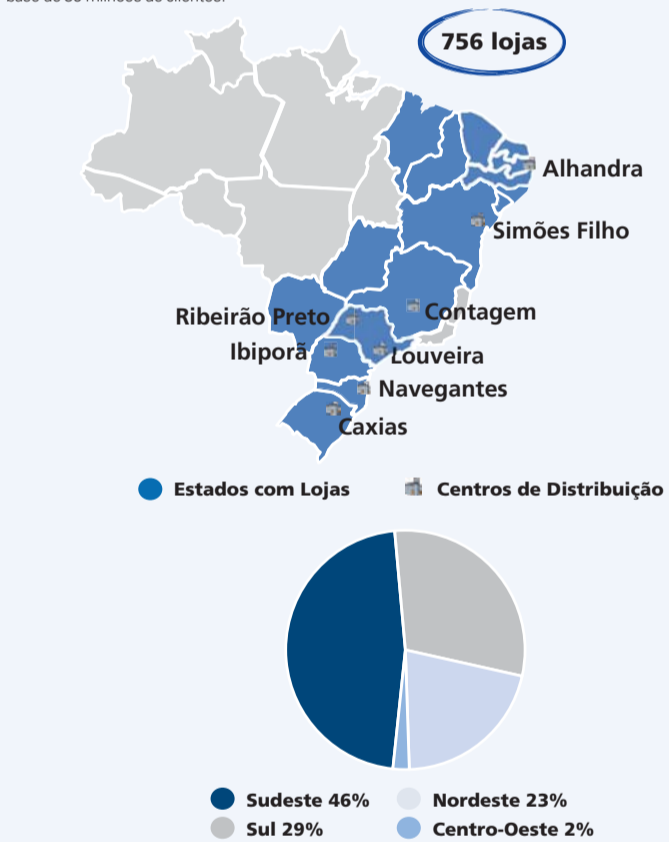 756 lojas
Alhandra
Simões Filho
Ribeirão Preto
Contagem
Ibiporã
Louveira
Navegantes
Caxias
Estados com Lojas
Centros de Distribuição
Sudeste 46%
Nordeste 23%
Sul 29%
Centro-Oeste 2%